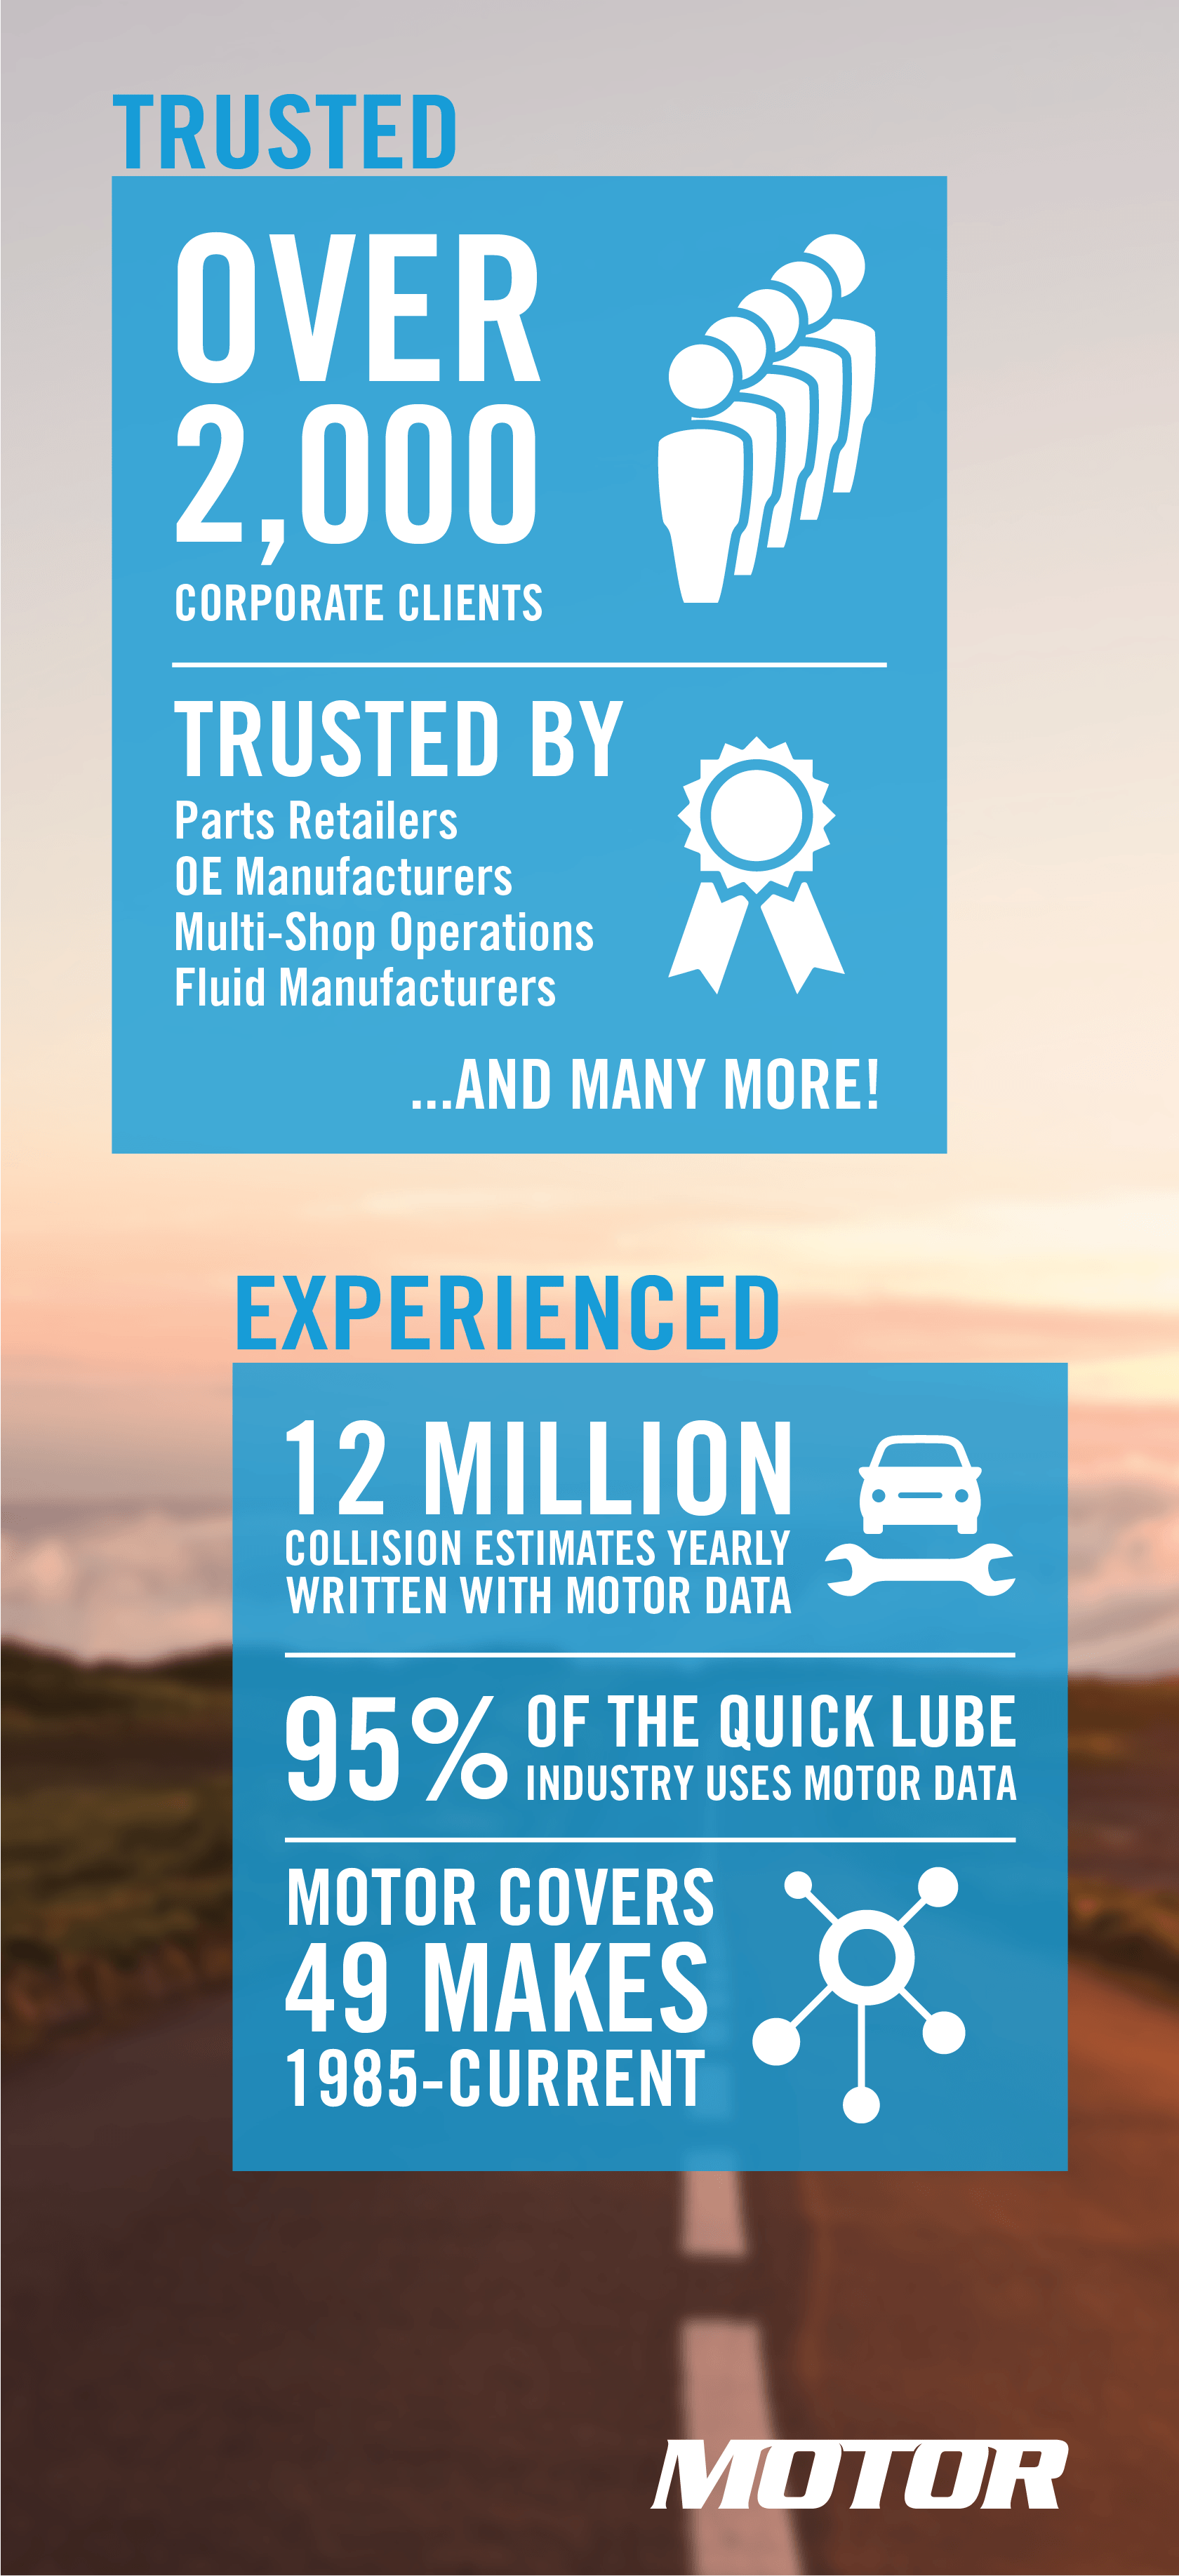 TRUSTED
OVER
2,000
CORPORATE CLIENTS
TRUSTED BY
Parts Retailers
OE Manufacturers
Multi-Shop Operations
Fluid Manufacturers
...AND MANY MORE!
EXPERIENCED
12 MILLION
COLLISION ESTIMATES YEARLY
WRITTEN WITH MOTOR DATA
95% OF THE QUICK LUBE
INDUSTRY USES MOTOR DATA
MOTOR COVERS
49 MAKES
1985-CURRENT
MOTOR